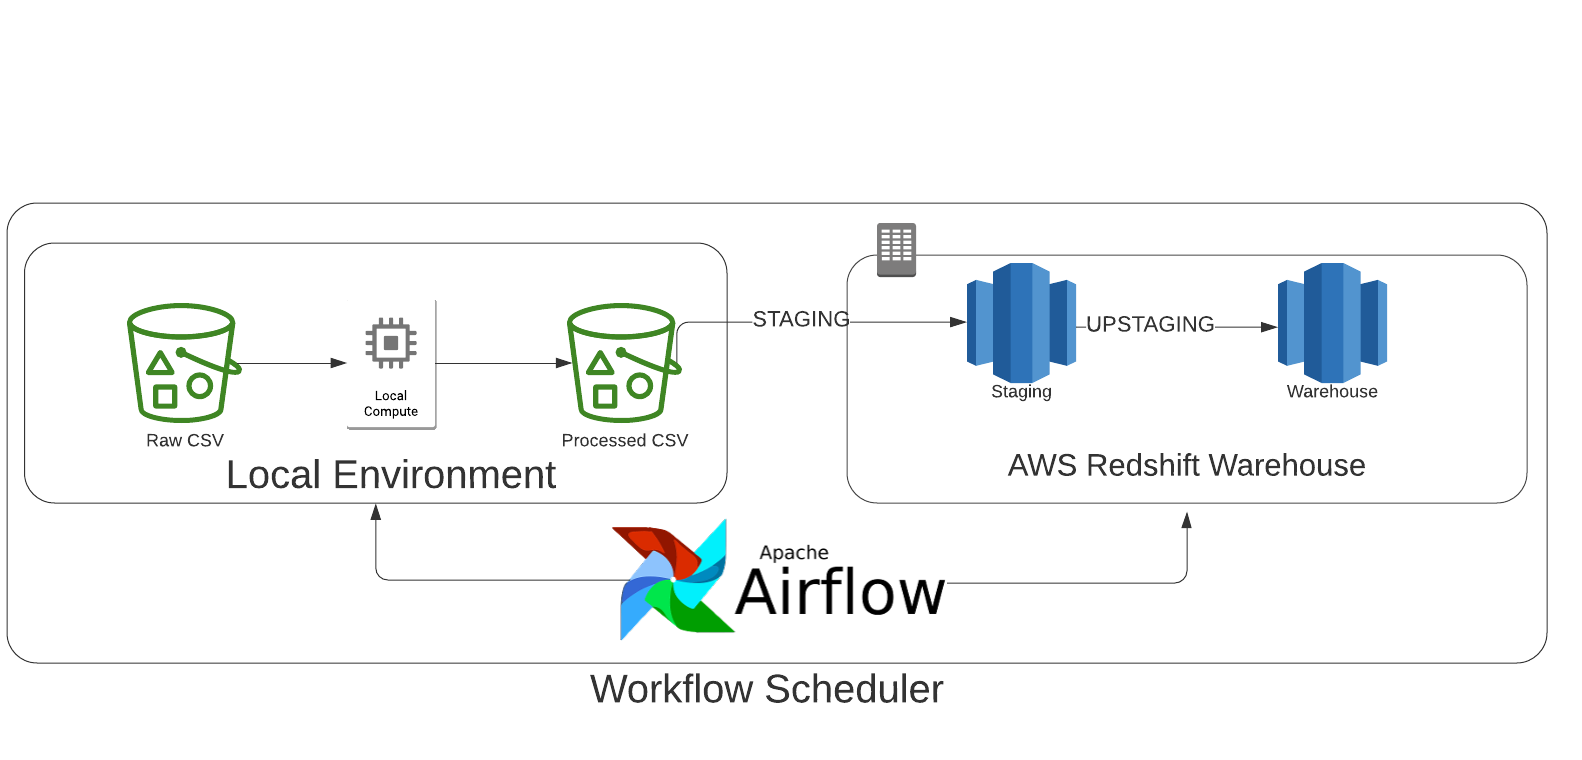 STAGING
UPSTAGING
Local
Compute
Staging
Warehouse
Raw CSV
Processed CSV
Local Environment
AWS Redshift Warehouse
Apache
Airflow
Workflow Scheduler